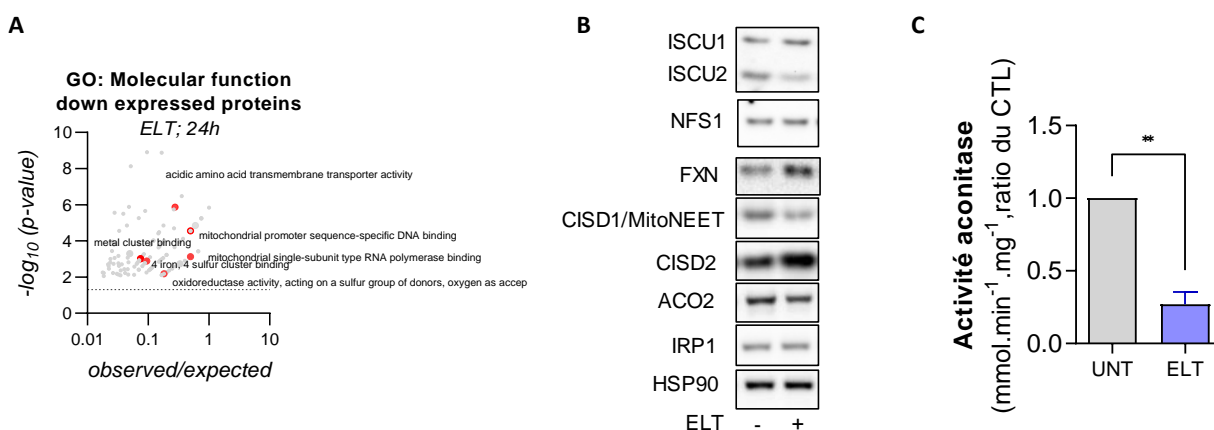 A
GO: Molecular function
down expressed proteins
ELT; 24h
-log10 (p-value)
10
8
6
4
2
0
acidic amino acid transmembrane transporter activity
mitochondrial promoter sequence-specific DNA binding
metal cluster binding
mitochondrial single-subunit type RNA polymerase binding
4 iron, 4 sulfur cluster binding
oxidoreductase activity, acting on a sulfur group of donors, oxygen as accep
0.01
0.1
1
10
observed/expected
B
ISCU1
ISCU2
NFS1
FXN
CISD1/MitoNEET
CISD2
ACO2
IRP1
HSP90
ELT - +
C
Activité aconitase
(mmol.min⁻¹.mg⁻¹,ratio du CTL)
1.5
1.0
0.5
0.0
**
UNT
ELT